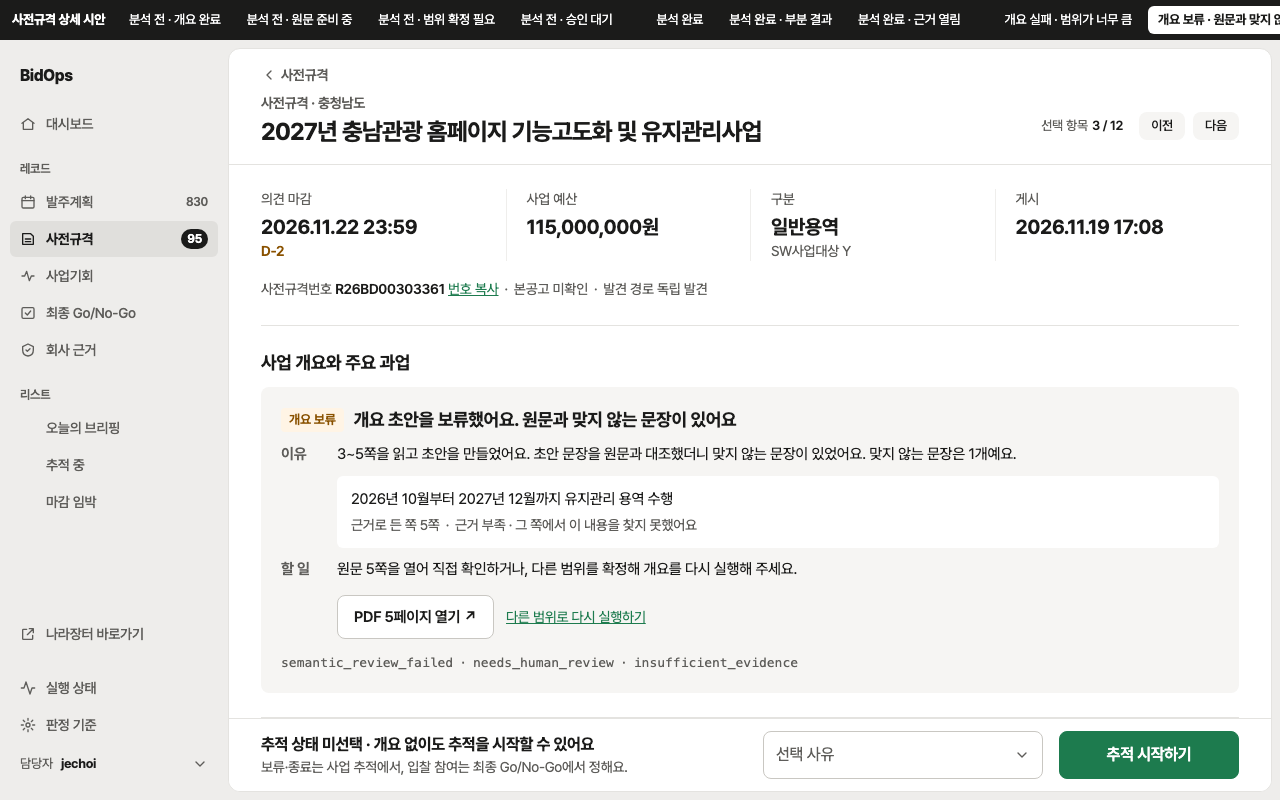 사전규격 상세 시안 분석 전 · 개요 완료 분석 전 · 원문 준비 중 분석 전 · 범위 확정 필요 분석 전 · 승인 대기 분석 완료 분석 완료 · 부분 결과 분석 완료 · 근거 열림 개요 실패 · 범위가 너무 큼 개요 보류 · 원문과 맞지
BidOps
대시보드
레코드
발주계획 830
사전규격 95
사업기회
최종 Go/No-Go
회사 근거
리스트
오늘의 브리핑
추적 중
마감 임박
나라장터 바로가기
실행 상태
판정 기준
담당자 jechoi
사전규격
사전규격 · 충청남도
2027년 충남관광 홈페이지 기능고도화 및 유지관리사업
선택 항목 3 / 12 이전 다음
의견 마감 사업 예산 구분 게시
2026.11.22 23:59 115,000,000원 일반용역 2026.11.19 17:08
D-2 SW사업대상 Y
사전규격번호 R26BD00303361 번호 복사 · 본공고 미확인 · 발견 경로 독립 발견
사업 개요와 주요 과업
개요 보류 개요 초안을 보류했어요. 원문과 맞지 않는 문장이 있어요
이유 3~5쪽을 읽고 초안을 만들었어요. 초안 문장을 원문과 대조했더니 맞지 않는 문장이 있었어요. 맞지 않는 문장은 1개예요.
2026년 10월부터 2027년 12월까지 유지관리 용역 수행
근거로 든 쪽 5쪽 · 근거 부족 · 그 쪽에서 이 내용을 찾지 못했어요
할 일 원문 5쪽을 열어 직접 확인하거나, 다른 범위를 확정해 개요를 다시 실행해 주세요.
PDF 5페이지 열기 ↗ 다른 범위로 다시 실행하기
semantic_review_failed · needs_human_review · insufficient_evidence
추적 상태 미선택 · 개요 없이도 추적을 시작할 수 있어요
보류·종료는 사업 추적에서, 입찰 참여는 최종 Go/No-Go에서 정해요.
선택 사유
추적 시작하기